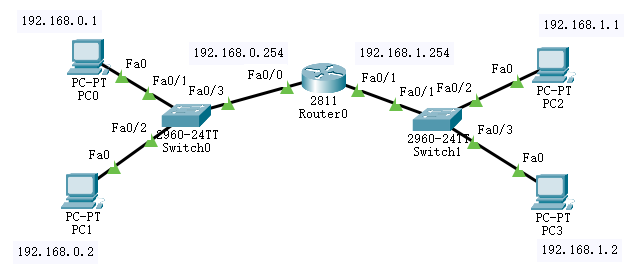 192.168.0.1
192.168.1.1
192.168.0.254
192.168.1.254
Fa0
Fa0/0
Fa0
PC-PT
PC0
Fa0/1
Fa0/3
2811
Router0
Fa0/1
Fa0/1
Fa0/2
PC-PT
PC2
Fa0/2
2960-24TT
Switch0
2960-24TT
Switch1
Fa0/3
Fa0
Fa0
PC-PT
PC1
PC-PT
PC3
192.168.0.2
192.168.1.2